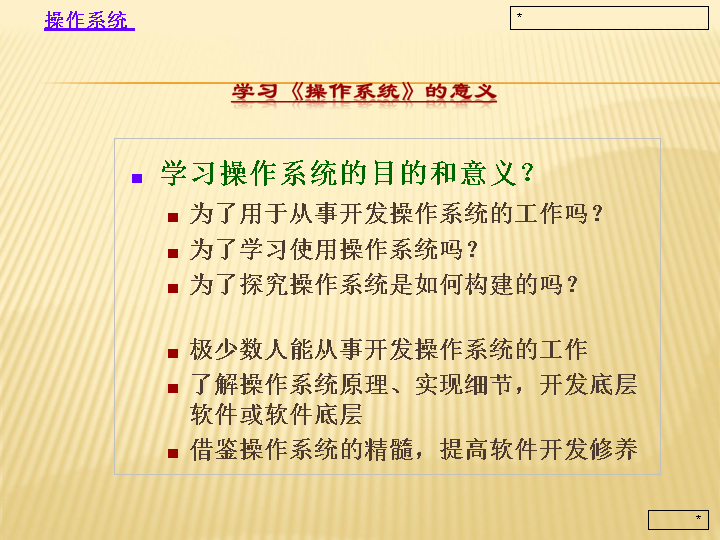 操作系统
*
学习《操作系统》的意义
学习操作系统的目的和意义？
为了用于从事开发操作系统的工作吗？
为了学习使用操作系统吗？
为了探究操作系统是如何构建的吗？
极少数人能从事开发操作系统的工作
了解操作系统原理、实现细节，开发底层
软件或软件底层
借鉴操作系统的精髓，提高软件开发修养
*